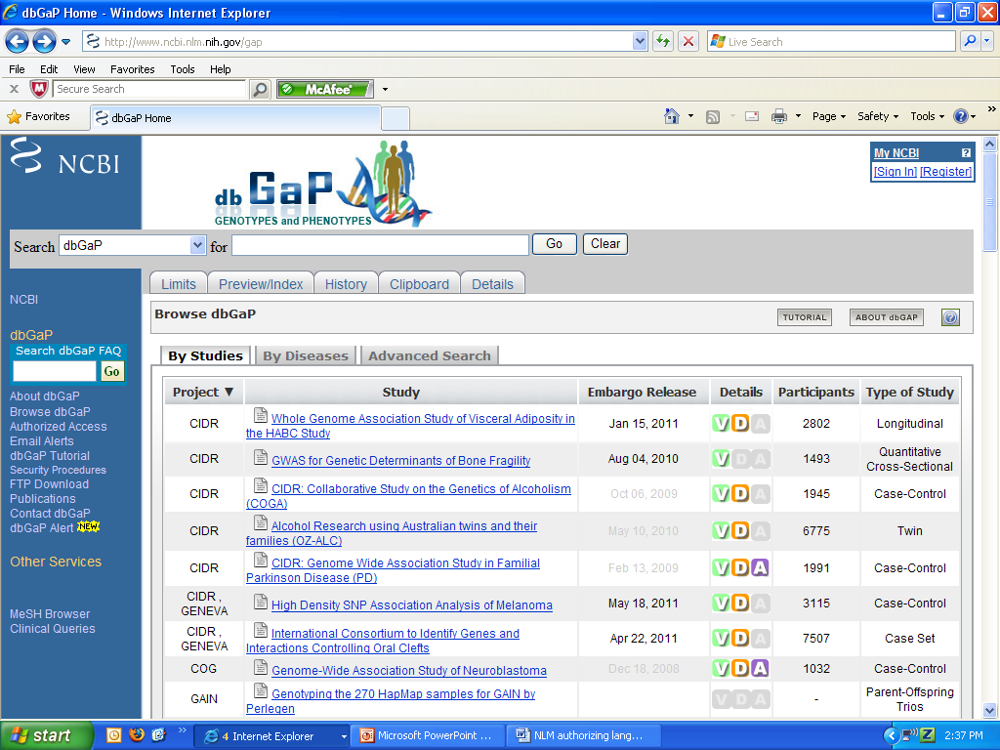 dbGaP Home - Windows Internet Explorer
http://www.ncbi.nlm.nih.gov/gap
Live Search
File Edit View Favorites Tools Help
Secure Search McAfee
Favorites dbGaP Home Page Safety Tools
NCBI
db GaP
GENOTYPES and PHENOTYPES
My NCBI ?
[Sign In] [Register]
Search dbGaP for Go Clear
Limits Preview/Index History Clipboard Details
NCBI
dbGaP
Search dbGaP FAQ
Go
About dbGaP
Browse dbGaP
Authorized Access
Email Alerts
dbGaP Tutorial
Security Procedures
FTP Download
Publications
Contact dbGaP
dbGaP Alert NEW
Other Services
MeSH Browser
Clinical Queries
Browse dbGaP TUTORIAL ABOUT dbGAP ?
By Studies By Diseases Advanced Search
Project ▼ Study Embargo Release Details Participants Type of Study
CIDR Whole Genome Association Study of Visceral Adiposity in
the HABC Study Jan 15, 2011 V D A 2802 Longitudinal
CIDR GWAS for Genetic Determinants of Bone Fragility Aug 04, 2010 V D A 1493 Quantitative
Cross-Sectional
CIDR CIDR: Collaborative Study on the Genetics of Alcoholism
(COGA) Oct 06, 2009 V D A 1945 Case-Control
CIDR Alcohol Research using Australian twins and their
families (OZ-ALC) May 10, 2010 V D A 6775 Twin
CIDR CIDR: Genome Wide Association Study in Familial
Parkinson Disease (PD) Feb 13, 2009 V D A 1991 Case-Control
CIDR ,
GENEVA High Density SNP Association Analysis of Melanoma May 18, 2011 V D A 3115 Case-Control
CIDR ,
GENEVA International Consortium to Identify Genes and
Interactions Controlling Oral Clefts Apr 22, 2011 V D A 7507 Case Set
COG Genome-Wide Association Study of Neuroblastoma Dec 18, 2008 V D A 1032 Case-Control
GAIN Genotyping the 270 HapMap samples for GAIN by
Perlegen V D A - Parent-Offspring
Trios
start 4 Internet Explorer Microsoft PowerPoint ... NLM authorizing lang... 2:37 PM